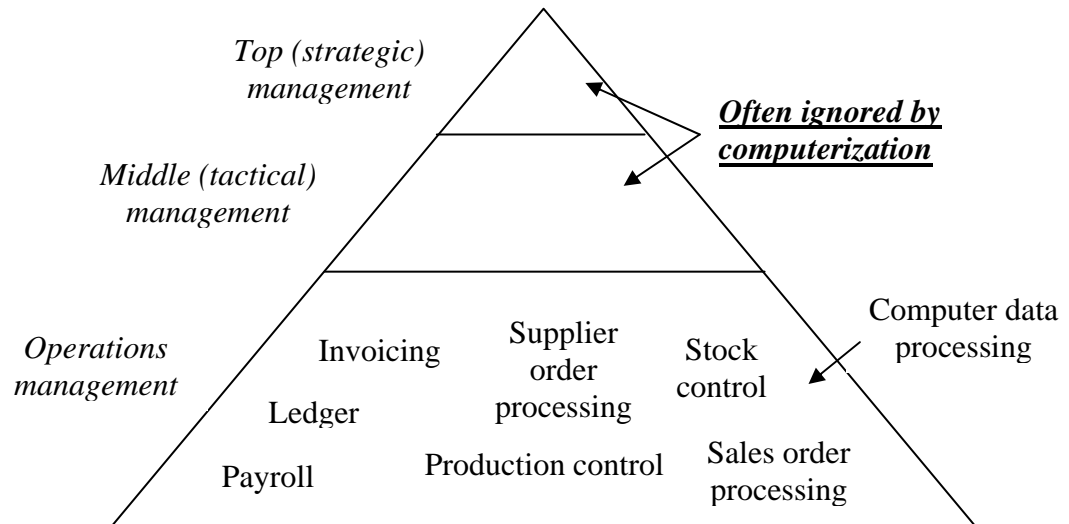 Top (strategic)
management
Often ignored by
computerization
Middle (tactical)
management
Computer data
processing
Operations
management
Invoicing
Supplier
order
processing
Stock
control
Ledger
Payroll
Production control
Sales order
processing